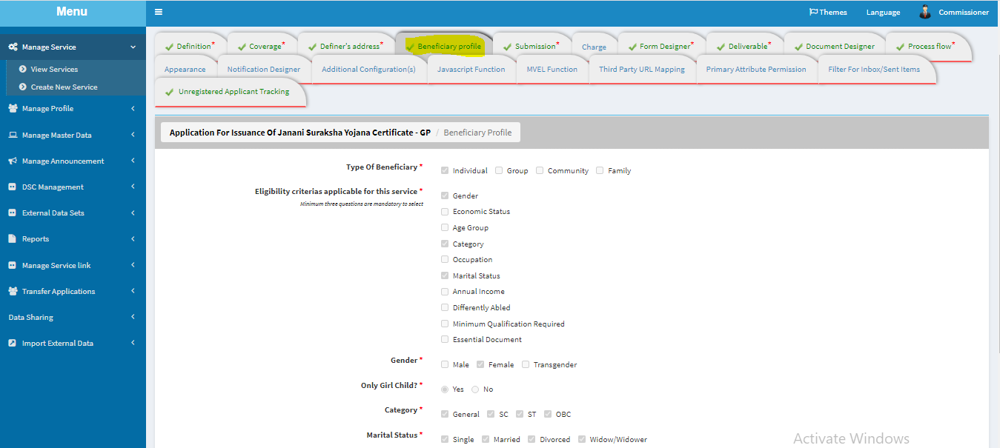 Menu
Themes Language Commissioner
Manage Service
View Services
Create New Service
Manage Profile
Manage Master Data
Manage Announcement
DSC Management
External Data Sets
Reports
Manage Service link
Transfer Applications
Data Sharing
Import External Data
Definition* Coverage* Definer's address* Beneficiary profile Submission* Charge Form Designer* Deliverable* Document Designer Process flow*
Appearance Notification Designer Additional Configuration(s) Javascript Function MVEL Function Third Party URL Mapping Primary Attribute Permission Filter For Inbox/Sent Items
Unregistered Applicant Tracking
Application For Issuance Of Janani Suraksha Yojana Certificate - GP / Beneficiary Profile
Type Of Beneficiary * Individual Group Community Family
Eligibility criterias applicable for this service *
Minimum three questions are mandatory to select
Gender
Economic Status
Age Group
Category
Occupation
Marital Status
Annual Income
Differently Abled
Minimum Qualification Required
Essential Document
Gender * Male Female Transgender
Only Girl Child? * Yes No
Category * General SC ST OBC
Marital Status * Single Married Divorced Widow/Widower
Activate Windows